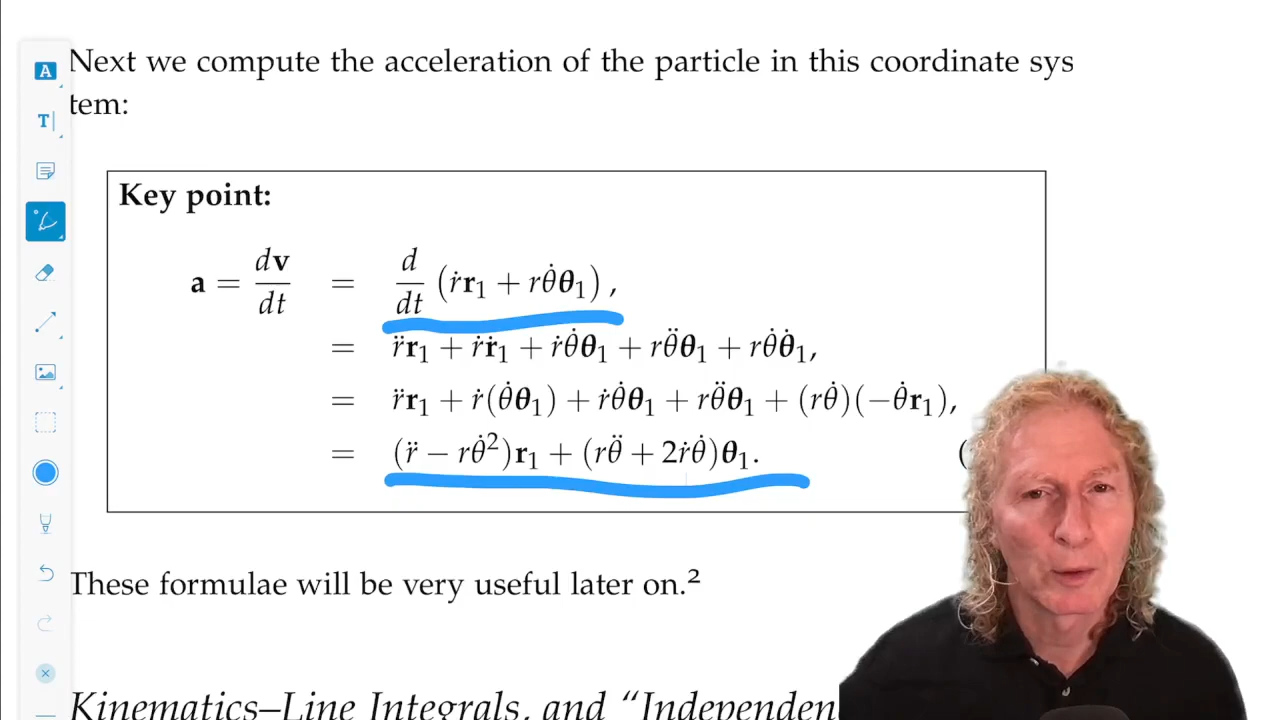 Next we compute the acceleration of the particle in this coordinate sys
tem:
Key point:
𝐚 = d𝐯/dt = d/dt (ṙ𝐫₁ + rθ̇𝛉₁) ,
= r̈𝐫₁ + ṙ𝐫̇₁ + ṙθ̇𝛉₁ + rθ̈𝛉₁ + rθ̇𝛉̇₁,
= r̈𝐫₁ + ṙ(θ̇𝛉₁) + ṙθ̇𝛉₁ + rθ̈𝛉₁ + (rθ̇)(−θ̇𝐫₁),
= (r̈ − rθ̇²)𝐫₁ + (rθ̈ + 2ṙθ̇)𝛉₁. (
These formulae will be very useful later on.²
Kinematics–Line Integrals, and “Independen
A
T